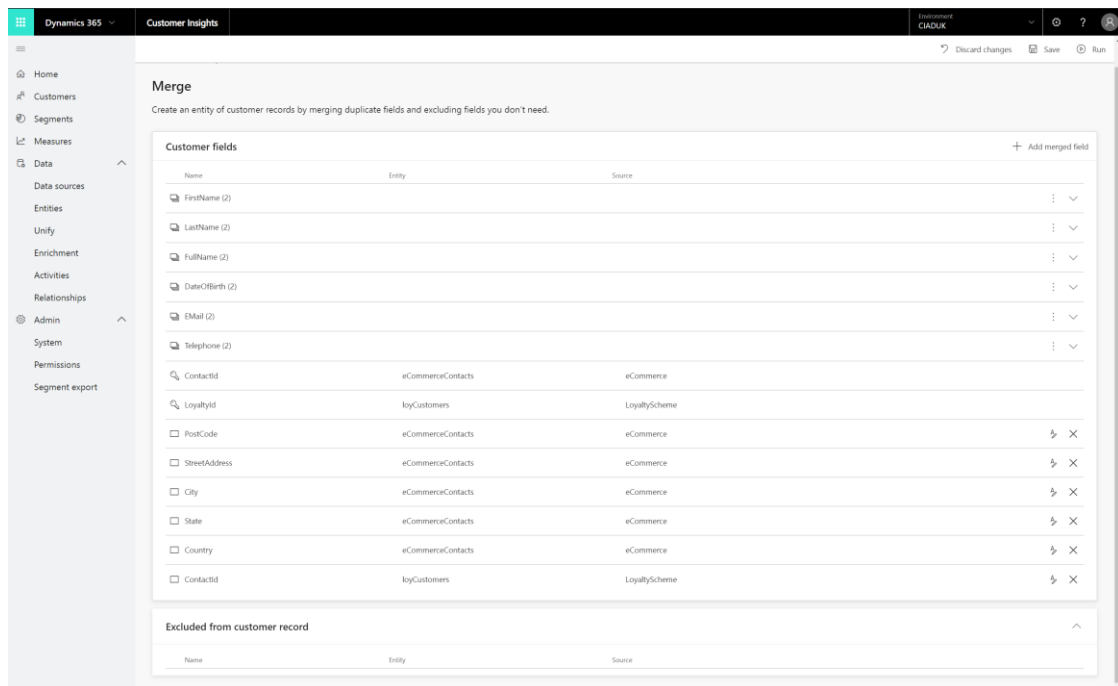 Dynamics 365
Customer Insights
Environment
CIADUK
?
Discard changes
Save
Run
Home
Customers
Segments
Measures
Data
Data sources
Entities
Unify
Enrichment
Activities
Relationships
Admin
System
Permissions
Segment export
Merge
Create an entity of customer records by merging duplicate fields and excluding fields you don't need.
Customer fields
Add merged field
Name Entity Source
FirstName (2)
LastName (2)
FullName (2)
DateOfBirth (2)
EMail (2)
Telephone (2)
ContactId eCommerceContacts eCommerce
LoyaltyId loyCustomers LoyaltyScheme
PostCode eCommerceContacts eCommerce
StreetAddress eCommerceContacts eCommerce
City eCommerceContacts eCommerce
State eCommerceContacts eCommerce
Country eCommerceContacts eCommerce
ContactId loyCustomers LoyaltyScheme
Excluded from customer record
Name Entity Source